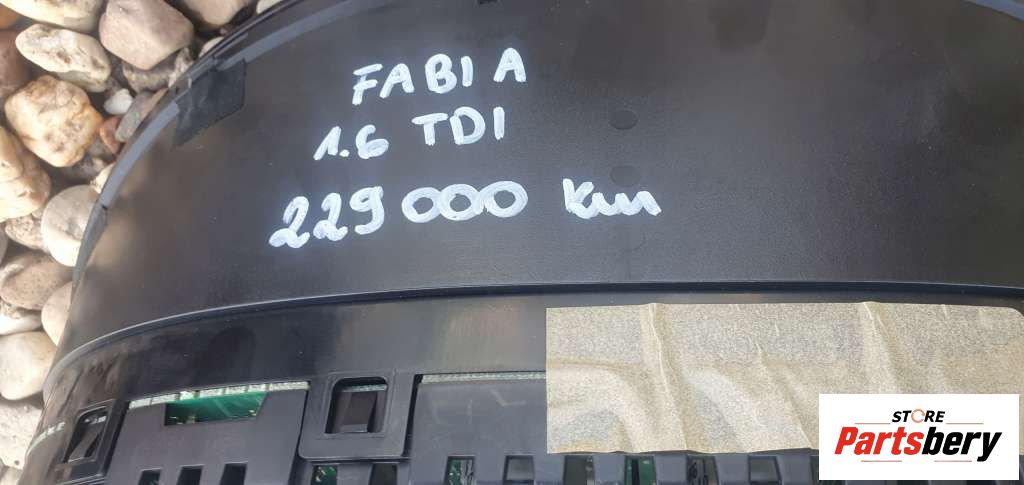 FABIA
1.6 TDI
229 000 Km
STORE
Partsbery